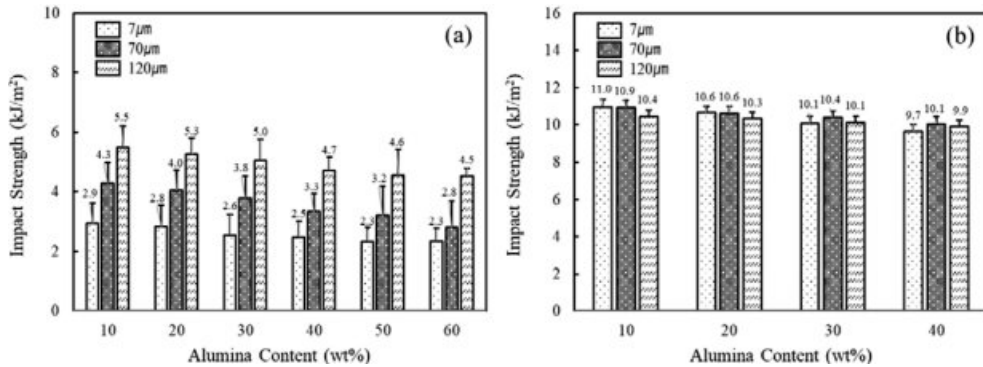 (a)
7㎛
70㎛
120㎛
Impact Strength (kJ/m²)
10
8
6
4
2
0
2.9 4.3 5.5
2.8 4.0 5.3
2.6 3.8 5.0
2.5 3.3 4.7
2.3 3.2 4.6
2.3 2.8 4.5
10 20 30 40 50 60
Alumina Content (wt%)
(b)
7㎛
70㎛
120㎛
Impact Strength (kJ/m²)
16
14
12
10
8
6
4
2
0
11.0 10.9 10.4
10.6 10.6 10.3
10.1 10.4 10.1
9.7 10.1 9.9
10 20 30 40
Alumina Content (wt%)